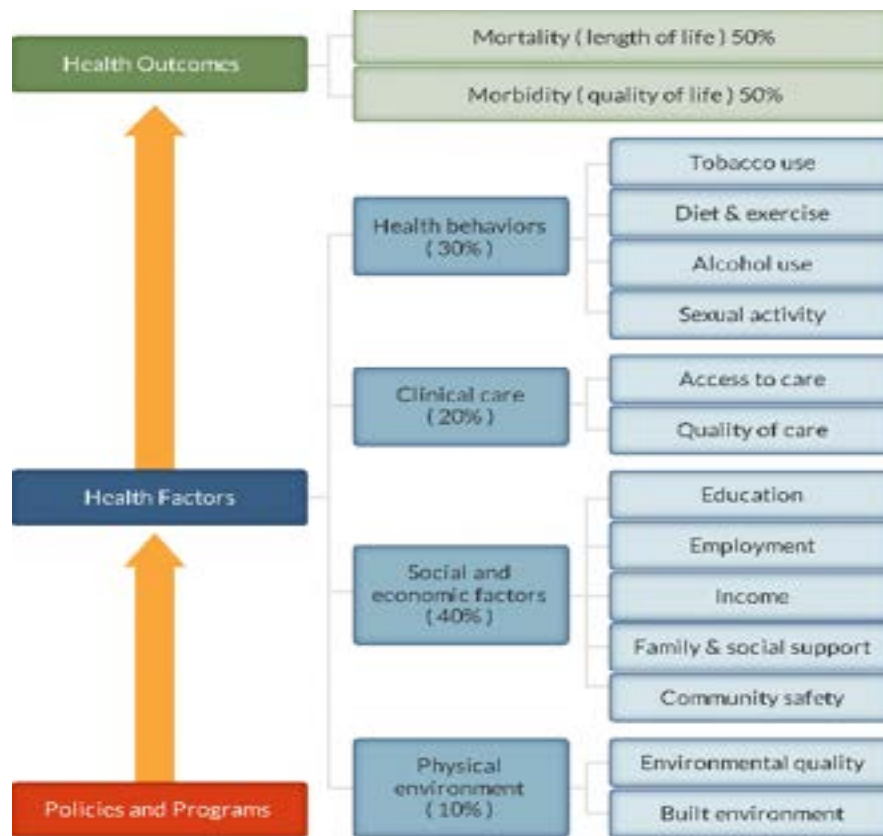 Health Outcomes
Mortality ( length of life ) 50%
Morbidity ( quality of life ) 50%
Health Factors
Health behaviors
( 30% )
Tobacco use
Diet & exercise
Alcohol use
Sexual activity
Clinical care
( 20% )
Access to care
Quality of care
Social and
economic factors
( 40% )
Education
Employment
Income
Family & social support
Community safety
Physical
environment
( 10% )
Environmental quality
Built environment
Policies and Programs